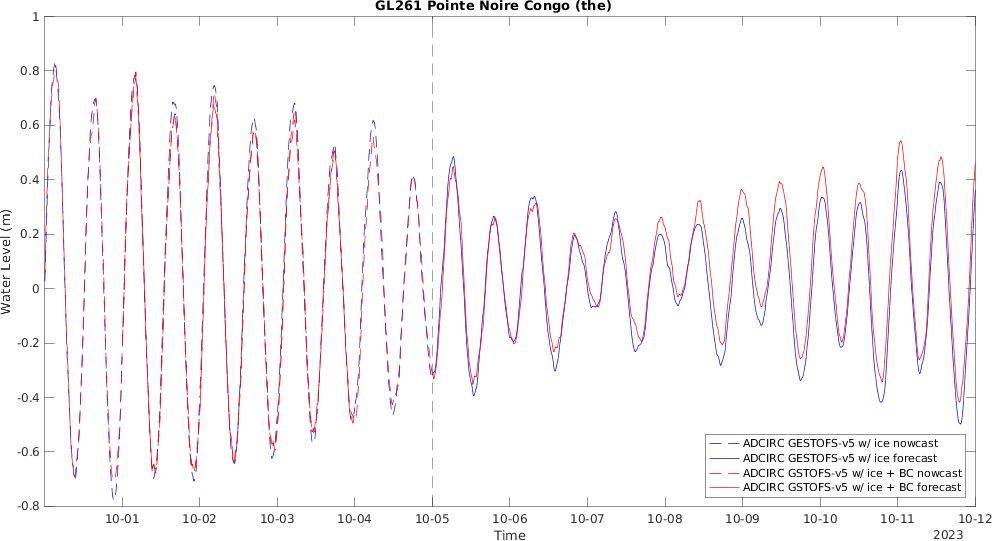 GL261 Pointe Noire Congo (the)
Water Level (m)
1
0.8
0.6
0.4
0.2
0
-0.2
-0.4
-0.6
-0.8
ADCIRC GESTOFS-v5 w/ ice nowcast
ADCIRC GESTOFS-v5 w/ ice forecast
ADCIRC GSTOFS-v5 w/ ice + BC nowcast
ADCIRC GSTOFS-v5 w/ ice + BC forecast
10-01 10-02 10-03 10-04 10-05 10-06 10-07 10-08 10-09 10-10 10-11 10-12
Time
2023